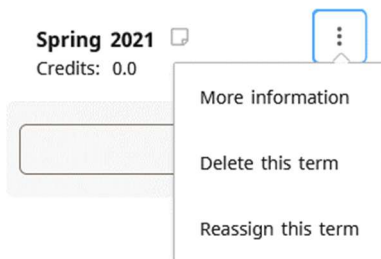 Spring 2021
Credits: 0.0
More information
Delete this term
Reassign this term